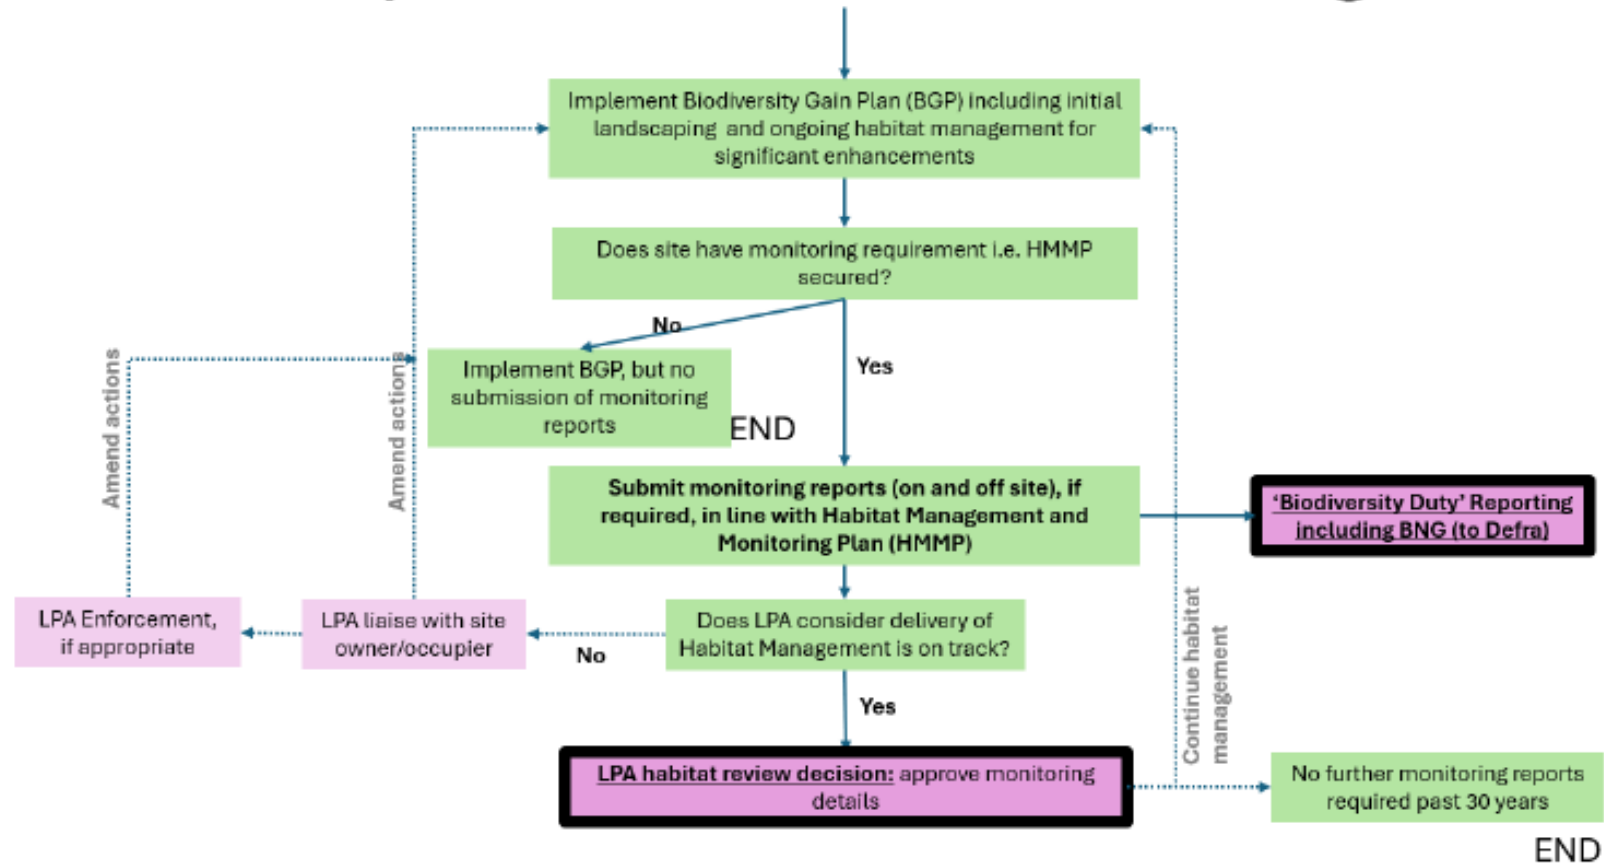 Implement Biodiversity Gain Plan (BGP) including initial
landscaping and ongoing habitat management for
significant enhancements
Does site have monitoring requirement i.e. HMMP
secured?
No
Yes
Implement BGP, but no
submission of monitoring
reports
END
Amend actions
Amend actions
Submit monitoring reports (on and off site), if
required, in line with Habitat Management and
Monitoring Plan (HMMP)
‘Biodiversity Duty’ Reporting
including BNG (to Defra)
LPA Enforcement,
if appropriate
LPA liaise with site
owner/occupier
No
Does LPA consider delivery of
Habitat Management is on track?
Yes
Continue habitat
management
LPA habitat review decision: approve monitoring
details
No further monitoring reports
required past 30 years
END